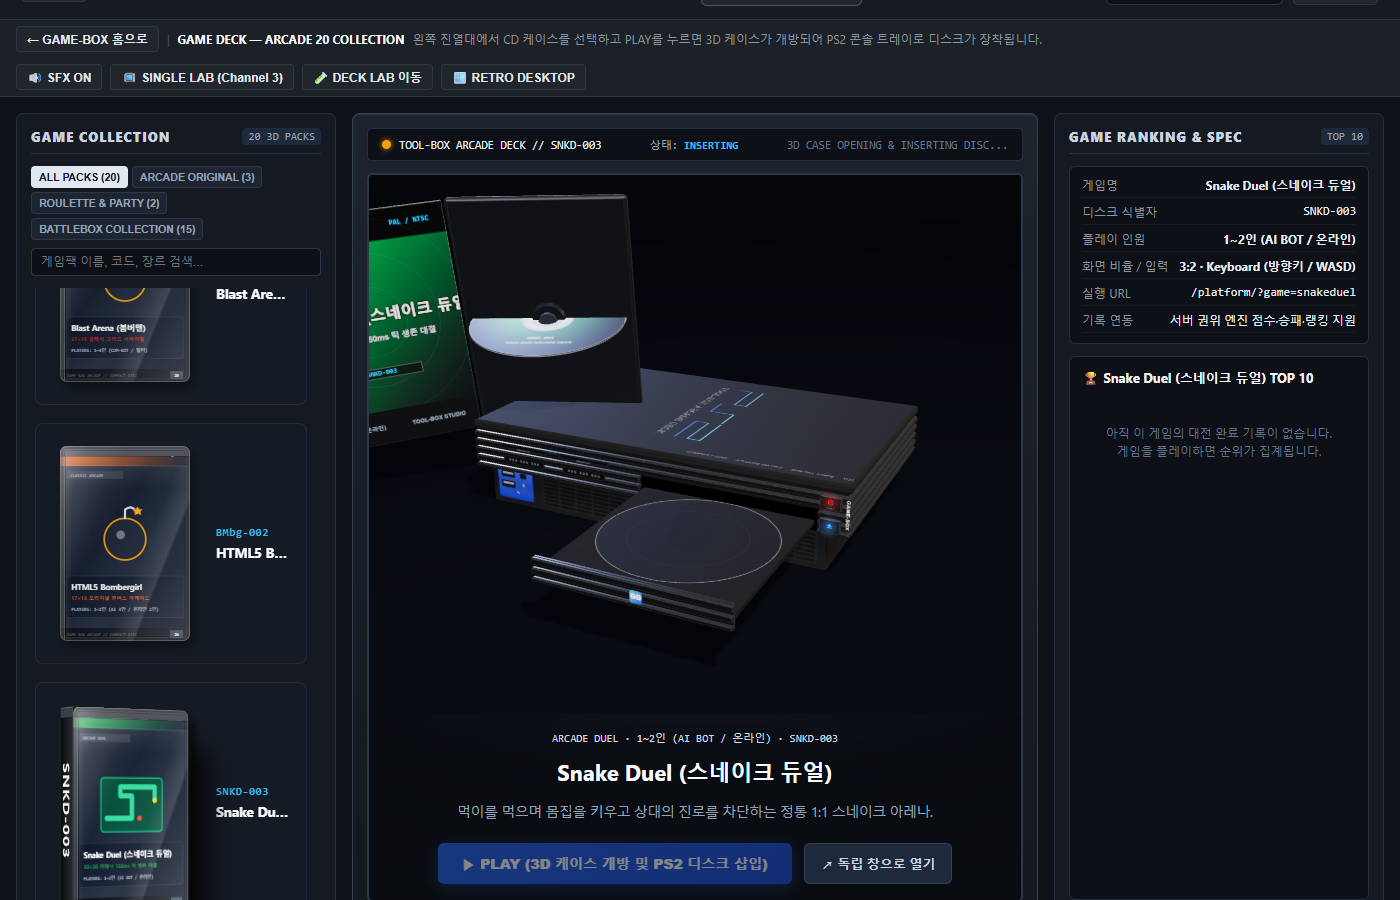 ← GAME-BOX 홈으로 | GAME DECK — ARCADE 20 COLLECTION 왼쪽 진열대에서 CD 케이스를 선택하고 PLAY를 누르면 3D 케이스가 개방되어 PS2 콘솔 트레이로 디스크가 장착됩니다.
SFX ON SINGLE LAB (Channel 3) DECK LAB 이동 RETRO DESKTOP
GAME COLLECTION 20 3D PACKS
ALL PACKS (20) ARCADE ORIGINAL (3)
ROULETTE & PARTY (2)
BATTLEBOX COLLECTION (15)
게임팩 이름, 코드, 장르 검색...
Blast Are...
Blast Arena (봄버맨)
CLASSIC ARCADE
BMbg-002
HTML5 B...
HTML5 Bombergirl
ARCADE DUEL
SNKD-003
SNKD-003
Snake Du...
Snake Duel (스네이크 듀얼)
TOOL-BOX ARCADE DECK // SNKD-003 상태: INSERTING 3D CASE OPENING & INSERTING DISC...
PAL / NTSC
스네이크 듀얼
틱 생존 대결
SNKD-003
TOOL-BOX STUDIO
GAME-BOX
ARCADE DUEL · 1~2인 (AI BOT / 온라인) · SNKD-003
Snake Duel (스네이크 듀얼)
먹이를 먹으며 몸집을 키우고 상대의 진로를 차단하는 정통 1:1 스네이크 아레나.
▶ PLAY (3D 케이스 개방 및 PS2 디스크 삽입) ↗ 독립 창으로 열기
GAME RANKING & SPEC TOP 10
게임명 Snake Duel (스네이크 듀얼)
디스크 식별자 SNKD-003
플레이 인원 1~2인 (AI BOT / 온라인)
화면 비율 / 입력 3:2 · Keyboard (방향키 / WASD)
실행 URL /platform/?game=snakeduel
기록 연동 서버 권위 엔진 점수·승패·랭킹 지원
🏆 Snake Duel (스네이크 듀얼) TOP 10
아직 이 게임의 대전 완료 기록이 없습니다.
게임을 플레이하면 순위가 집계됩니다.